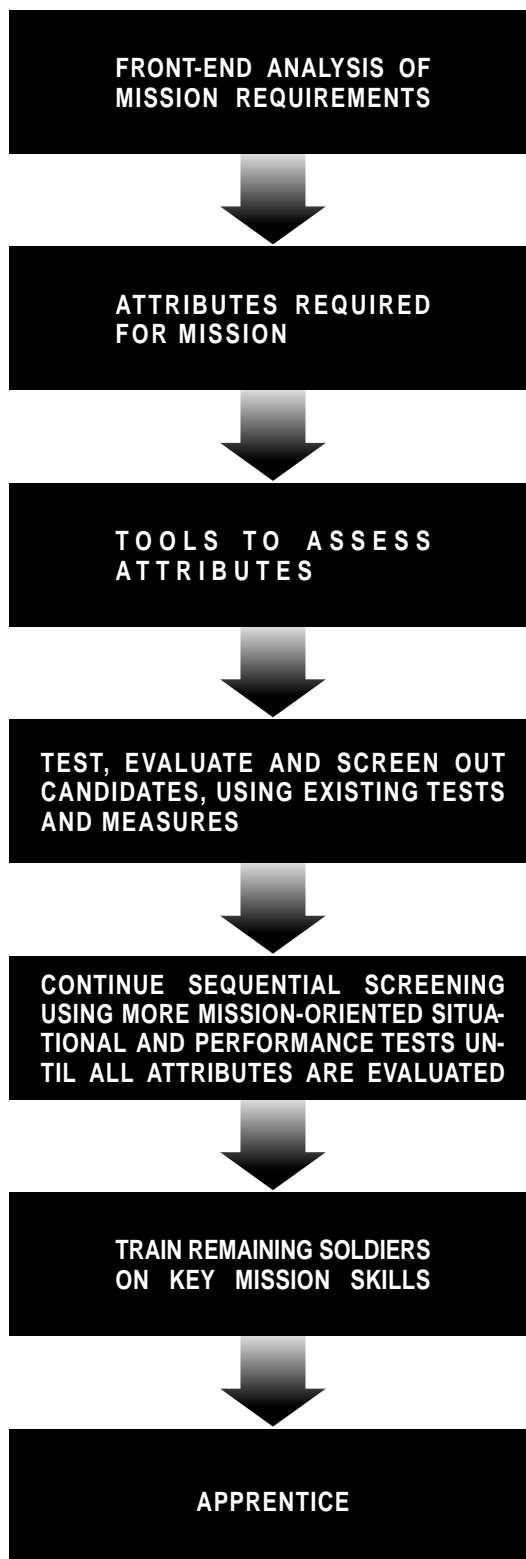 FRONT-END ANALYSIS OF
MISSION REQUIREMENTS
ATTRIBUTES REQUIRED
FOR MISSION
TOOLS TO ASSESS
ATTRIBUTES
TEST, EVALUATE AND SCREEN OUT
CANDIDATES, USING EXISTING TESTS
AND MEASURES
CONTINUE SEQUENTIAL SCREENING
USING MORE MISSION-ORIENTED SITUA-
TIONAL AND PERFORMANCE TESTS UN-
TIL ALL ATTRIBUTES ARE EVALUATED
TRAIN REMAINING SOLDIERS
ON KEY MISSION SKILLS
APPRENTICE